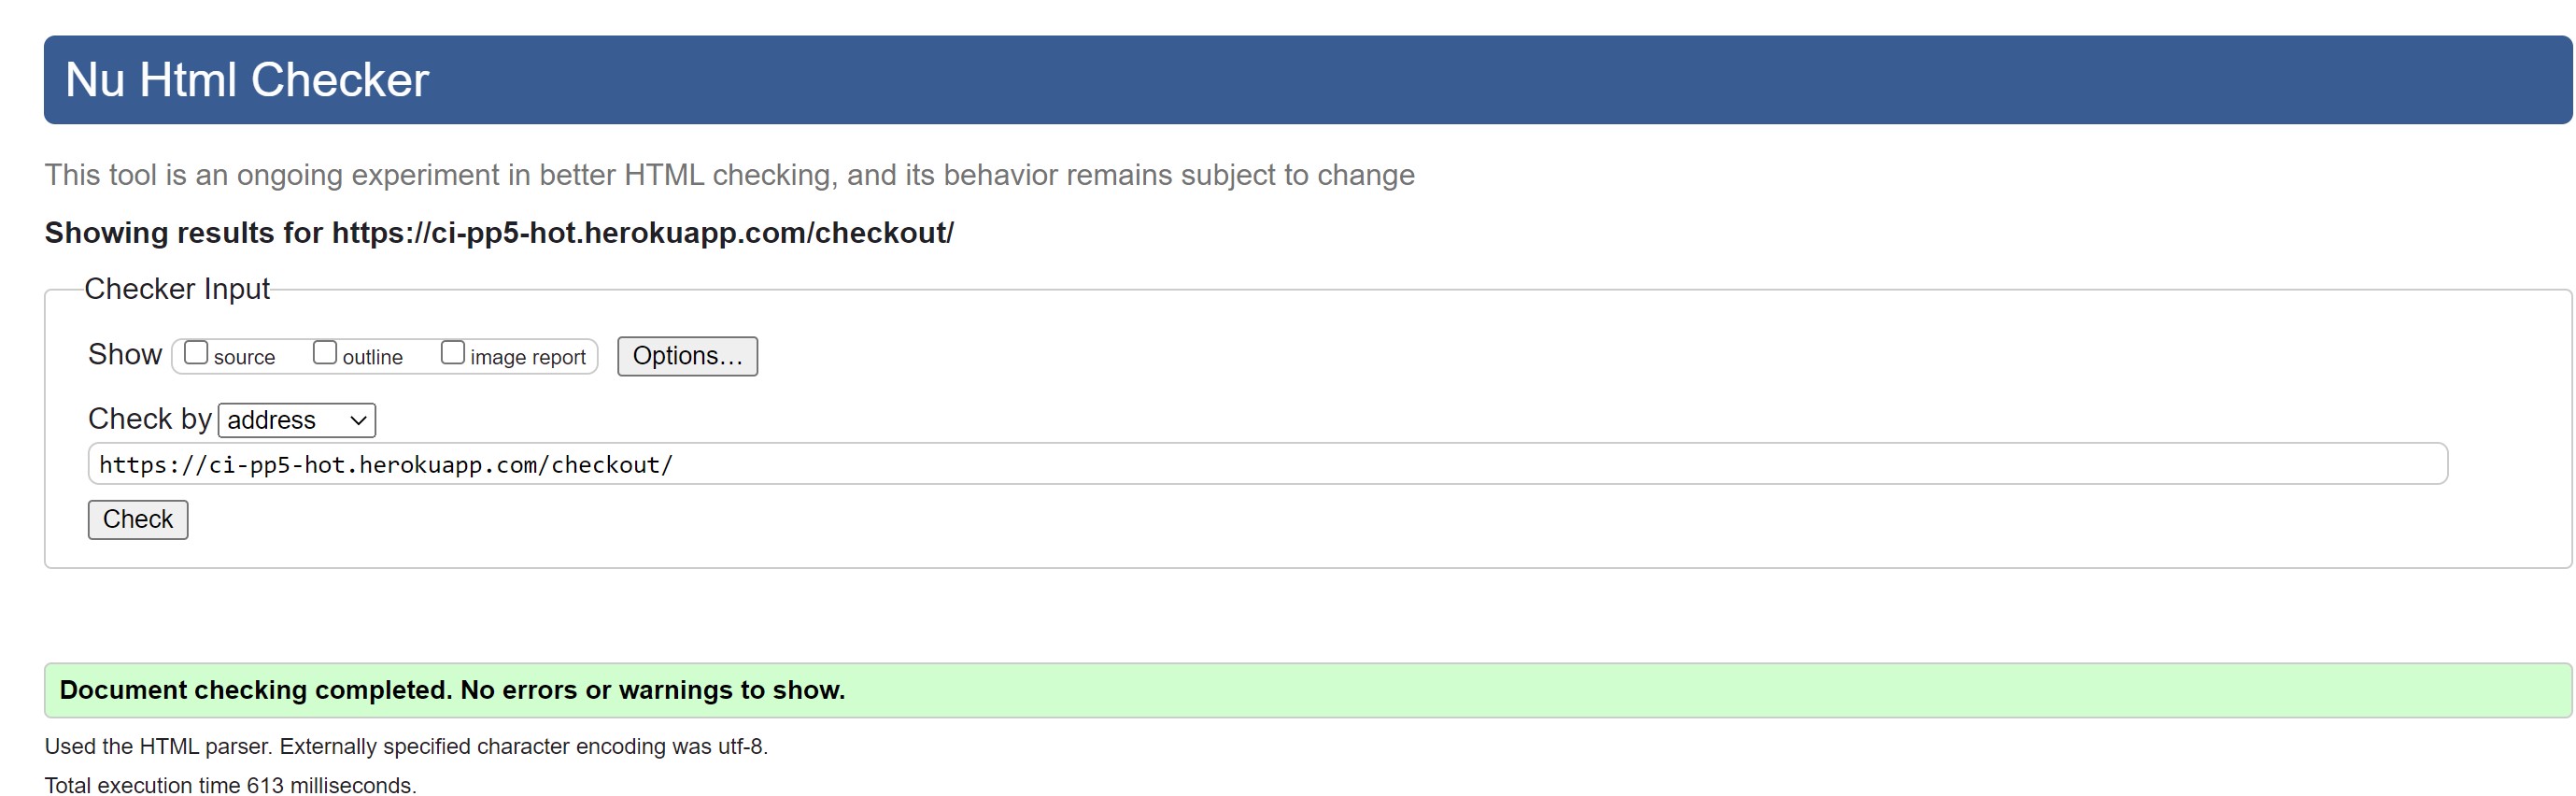 Nu Html Checker
This tool is an ongoing experiment in better HTML checking, and its behavior remains subject to change
Showing results for https://ci-pp5-hot.herokuapp.com/checkout/
Checker Input
Show source outline image report Options…
Check by address
https://ci-pp5-hot.herokuapp.com/checkout/
Check
Document checking completed. No errors or warnings to show.
Used the HTML parser. Externally specified character encoding was utf-8.
Total execution time 613 milliseconds.